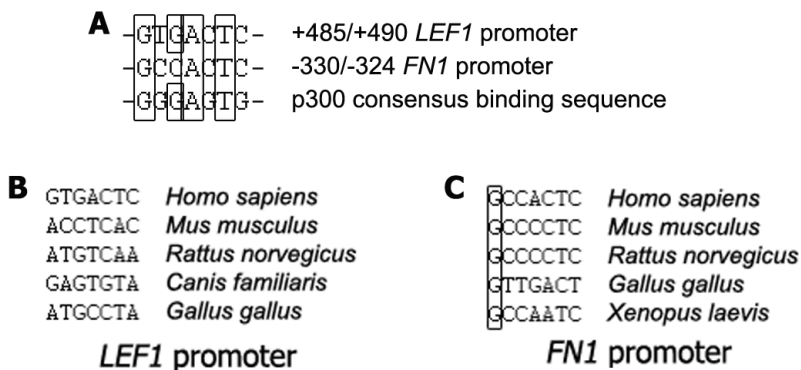 A
-GTGACTC- +485/+490 LEF1 promoter
-GCCACTC- -330/-324 FN1 promoter
-GGGAGTG- p300 consensus binding sequence
B
GTGACTC Homo sapiens
ACCTCAC Mus musculus
ATGTCAA Rattus norvegicus
GAGTGTA Canis familiaris
ATGCCTA Gallus gallus
LEF1 promoter
C
GCCACTC Homo sapiens
GCCCCTC Mus musculus
GCCCCTC Rattus norvegicus
GTTGACT Gallus gallus
GCCAATC Xenopus laevis
FN1 promoter